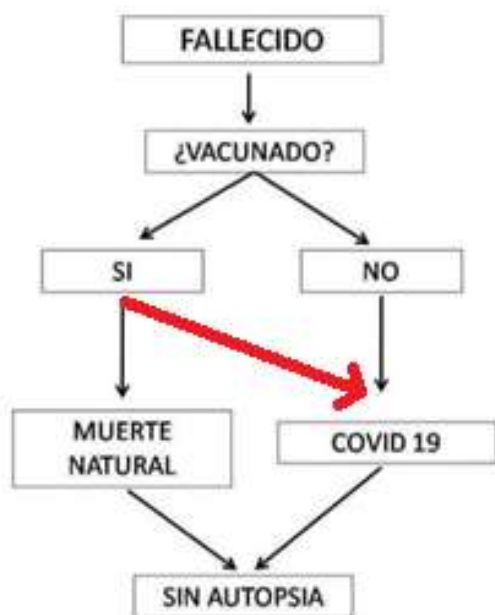 FALLECIDO
¿VACUNADO?
SI
NO
MUERTE
NATURAL
COVID 19
SIN AUTOPSIA